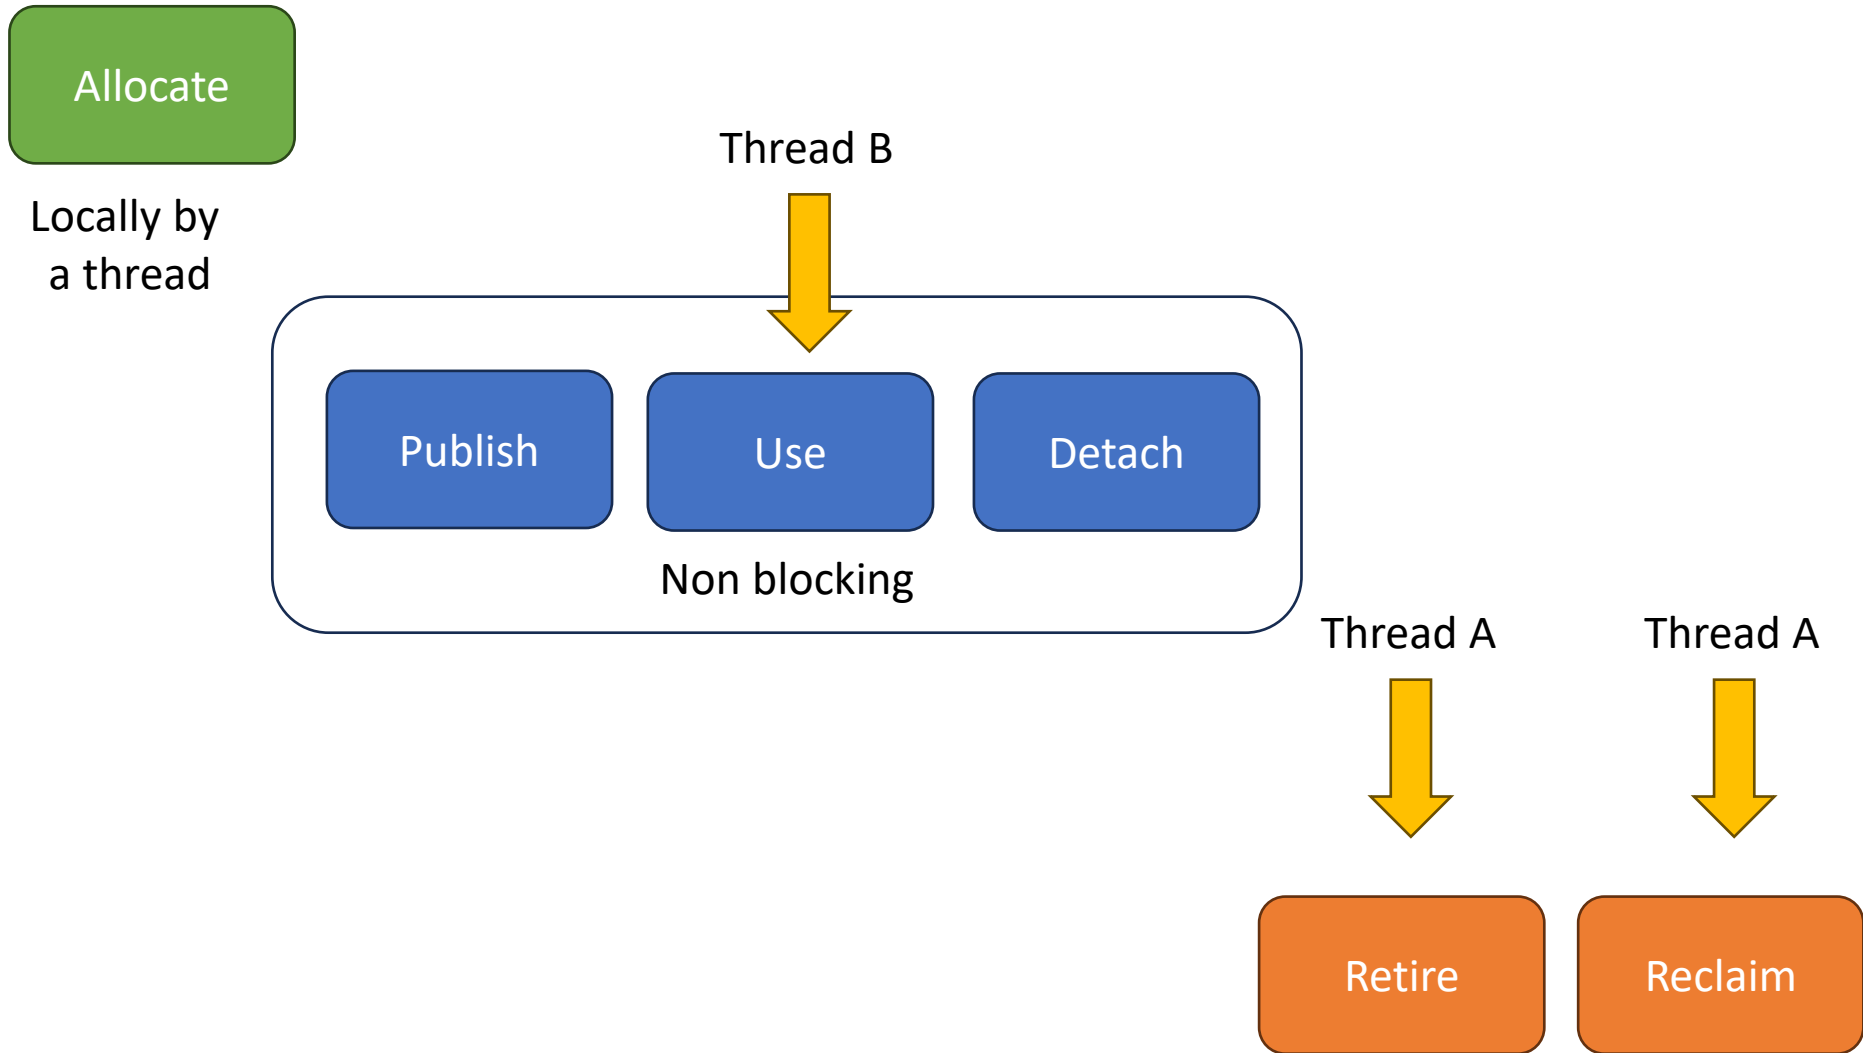 Allocate
Locally by
a thread
Thread B
Publish
Use
Detach
Non blocking
Thread A
Thread A
Retire
Reclaim